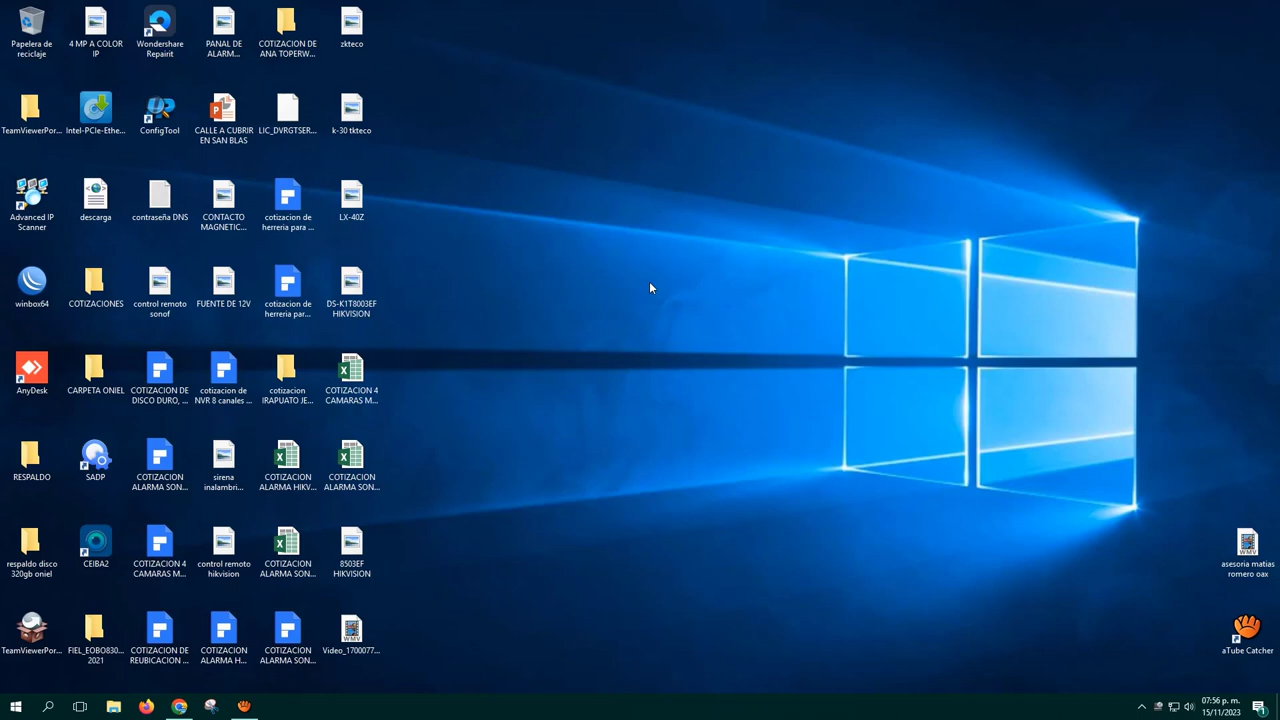 Papelera de
reciclaje
4 MP A COLOR
IP
Wondershare
Repairit
PANAL DE
ALARM...
COTIZACION DE
ANA TOPERW...
zkteco
TeamViewerPor...
Intel-PCIe-Ethe...
ConfigTool
CALLE A CUBRIR
EN SAN BLAS
LIC_DVRGTSER...
k-30 tkteco
Advanced IP
Scanner
descarga
contraseña DNS
CONTACTO
MAGNETIC...
cotizacion de
herreria para ...
LX-40Z
winbox64
COTIZACIONES
control remoto
sonof
FUENTE DE 12V
cotizacion de
herreria par...
DS-K1T8003EF
HIKVISION
AnyDesk
CARPETA ONIEL
COTIZACION DE
DISCO DURO, ...
cotizacion de
NVR 8 canales ...
cotizacion
IRAPUATO JE...
COTIZACION 4
CAMARAS M...
RESPALDO
SADP
COTIZACION
ALARMA SON...
sirena
inalambri...
COTIZACION
ALARMA HIKV...
COTIZACION
ALARMA SON...
respaldo disco
320gb oniel
CEIBA2
COTIZACION 4
CAMARAS M...
control remoto
hikvision
COTIZACION
ALARMA SON...
8503EF
HIKVISION
asesoria matias
romero oax
TeamViewerPor...
FIEL_EOBO830...
2021
COTIZACION DE
REUBICACION ...
COTIZACION
ALARMA H...
COTIZACION
ALARMA SON...
WMV
Video_1700077...
WMV
aTube Catcher
07:56 p. m.
15/11/2023
1